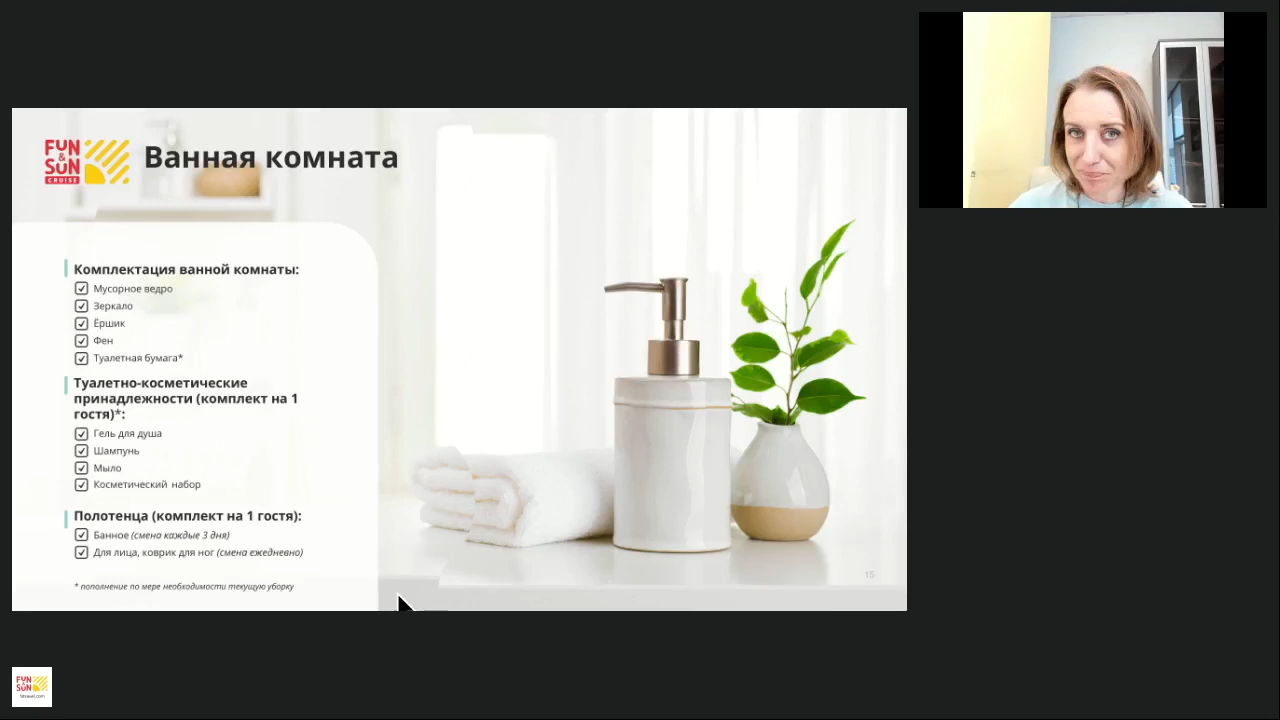 FUN
&
SUN
CRUISE
Ванная комната
Комплектация ванной комнаты:
Мусорное ведро
Зеркало
Ёршик
Фен
Туалетная бумага*
Туалетно-косметические
принадлежности (комплект на 1
гостя)*:
Гель для душа
Шампунь
Мыло
Косметический набор
Полотенца (комплект на 1 гостя):
Банное (смена каждые 3 дня)
Для лица, коврик для ног (смена ежедневно)
* пополнение по мере необходимости текущую уборку
15
FUN
&
SUN